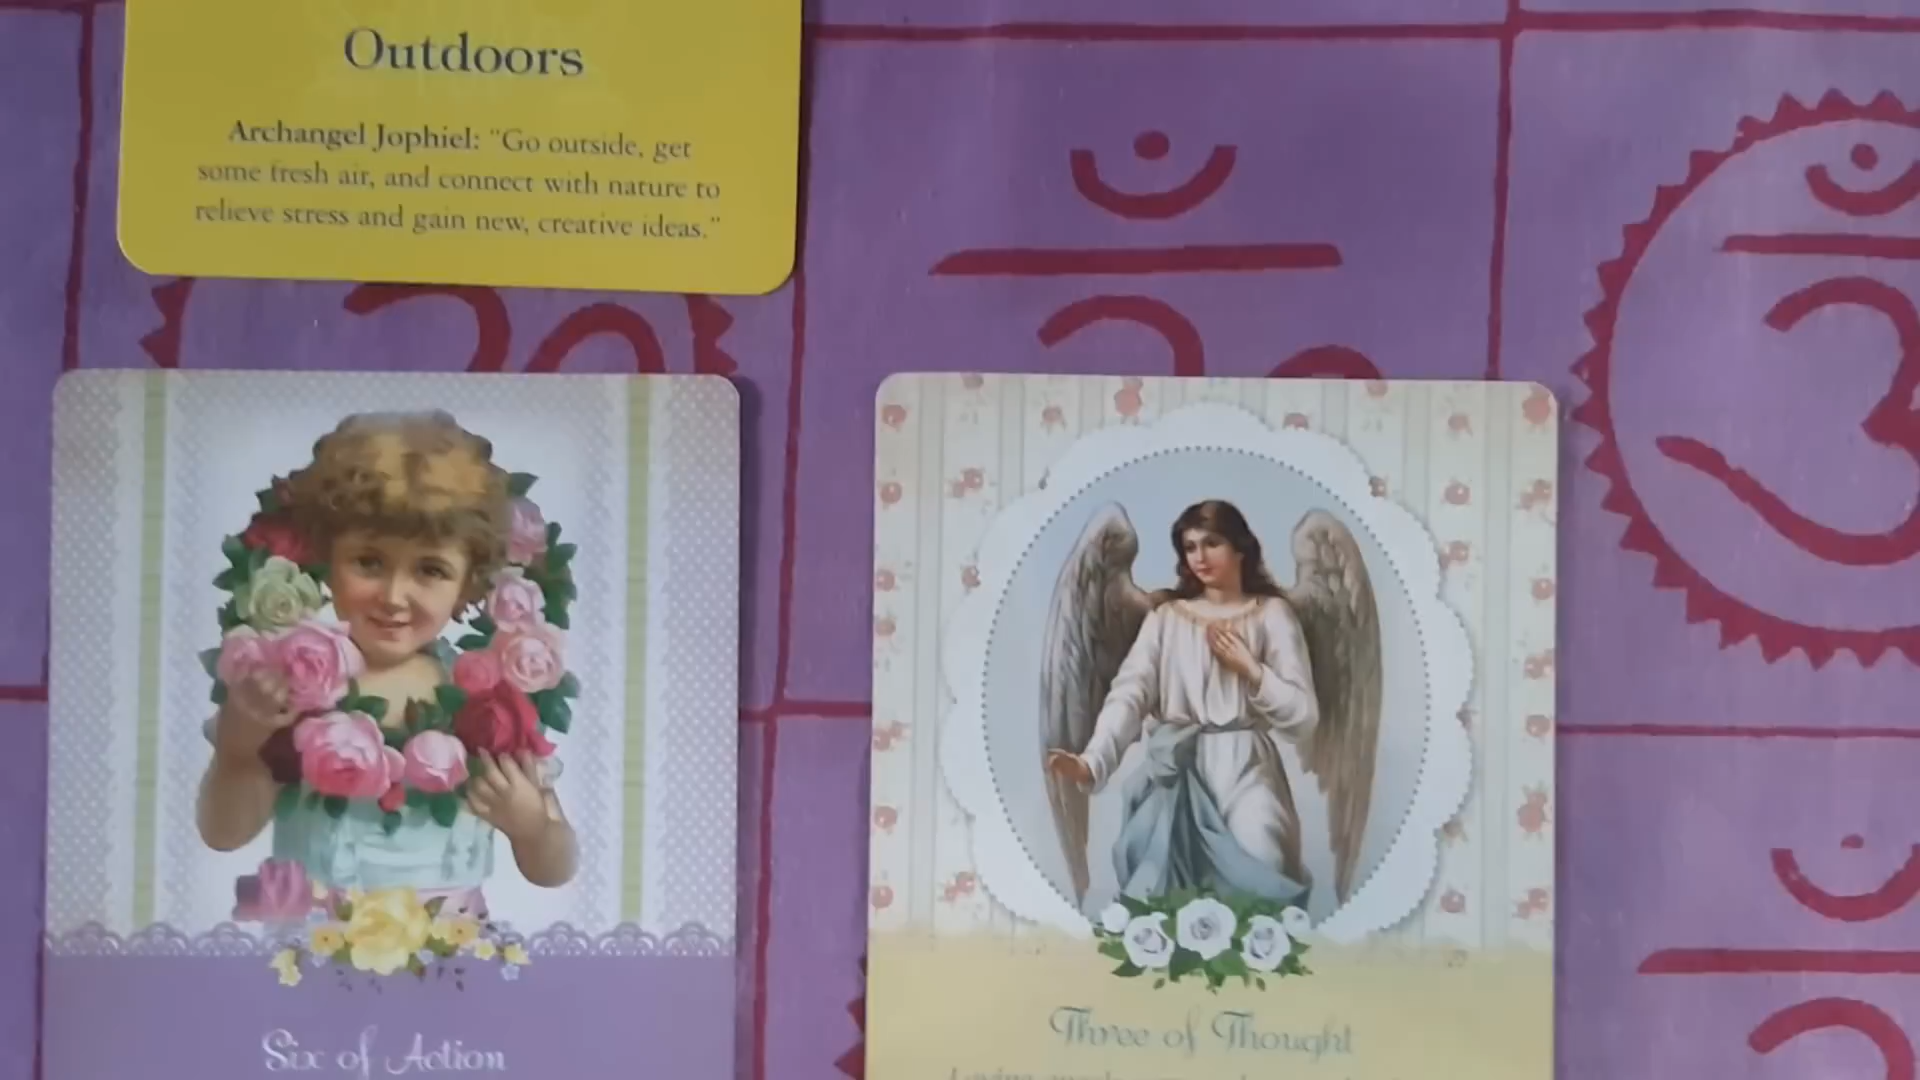 Outdoors
Archangel Jophiel: "Go outside, get
some fresh air, and connect with nature to
relieve stress and gain new, creative ideas."
Six of Action
Three of Thought